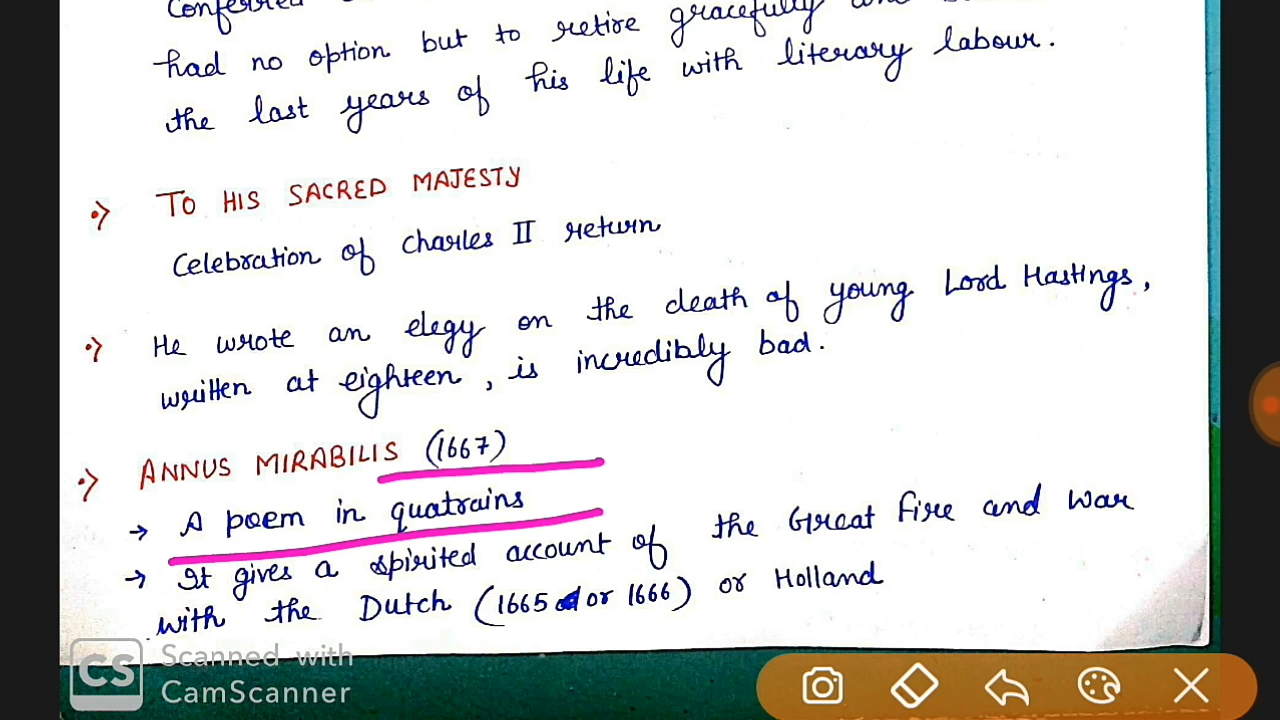 Conferred
had no option but to retire gracefully
the last years of his life with literary labour.
TO HIS SACRED MAJESTY
Celebration of Charles II return
He wrote an elegy on the death of young Lord Hastings,
written at eighteen, is incredibly bad.
ANNUS MIRABILIS (1667)
→ A poem in quatrains
→ It gives a spirited account of the Great Fire and War
with the Dutch (1665 or 1666) or Holland
CS Scanned with
CamScanner